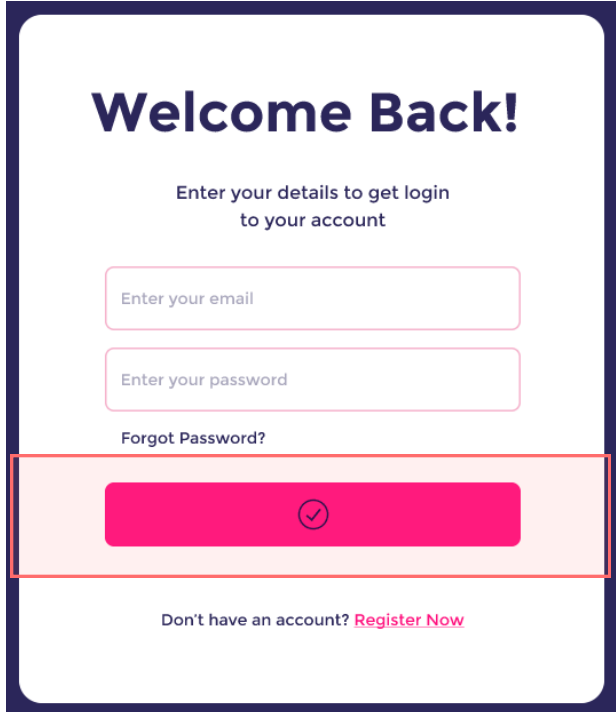 Welcome Back!
Enter your details to get login
to your account
Enter your email
Enter your password
Forgot Password?
Don't have an account? Register Now